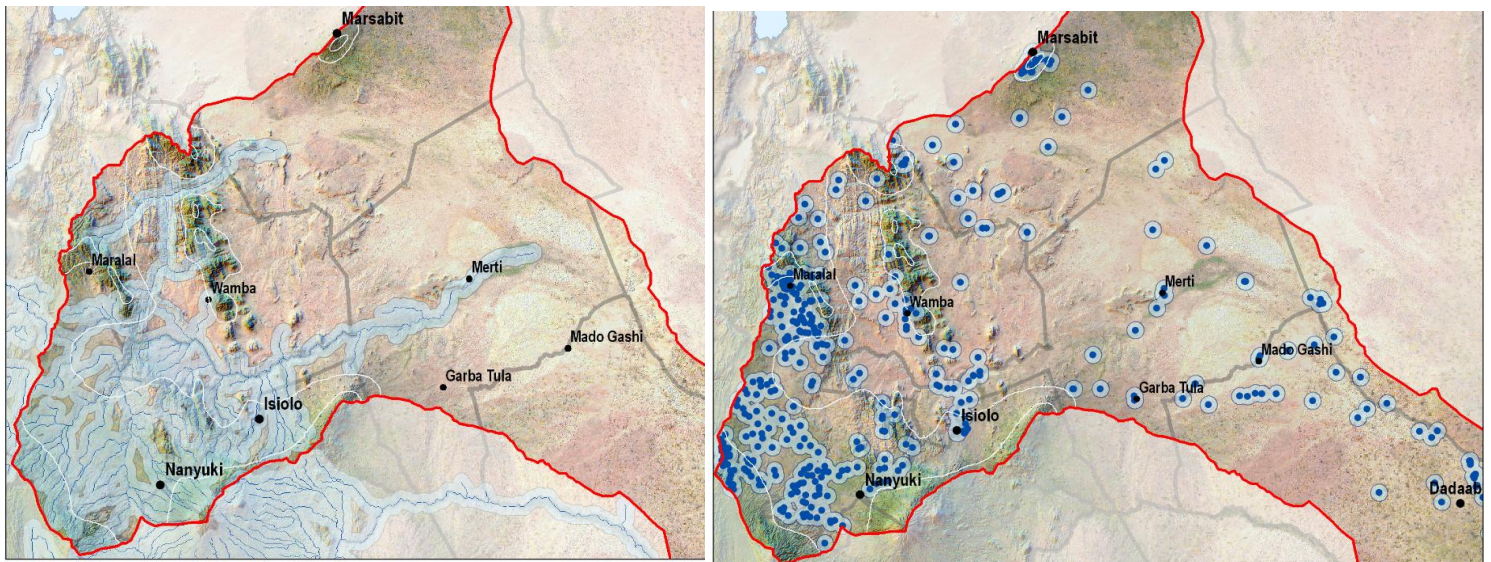 Marsabit
Maralal
Wamba
Merti
Mado Gashi
Garba Tula
Isiolo
Nanyuki
Marsabit
Maralal
Wamba
Merti
Mado Gashi
Garba Tula
Isiolo
Nanyuki
Dadaab